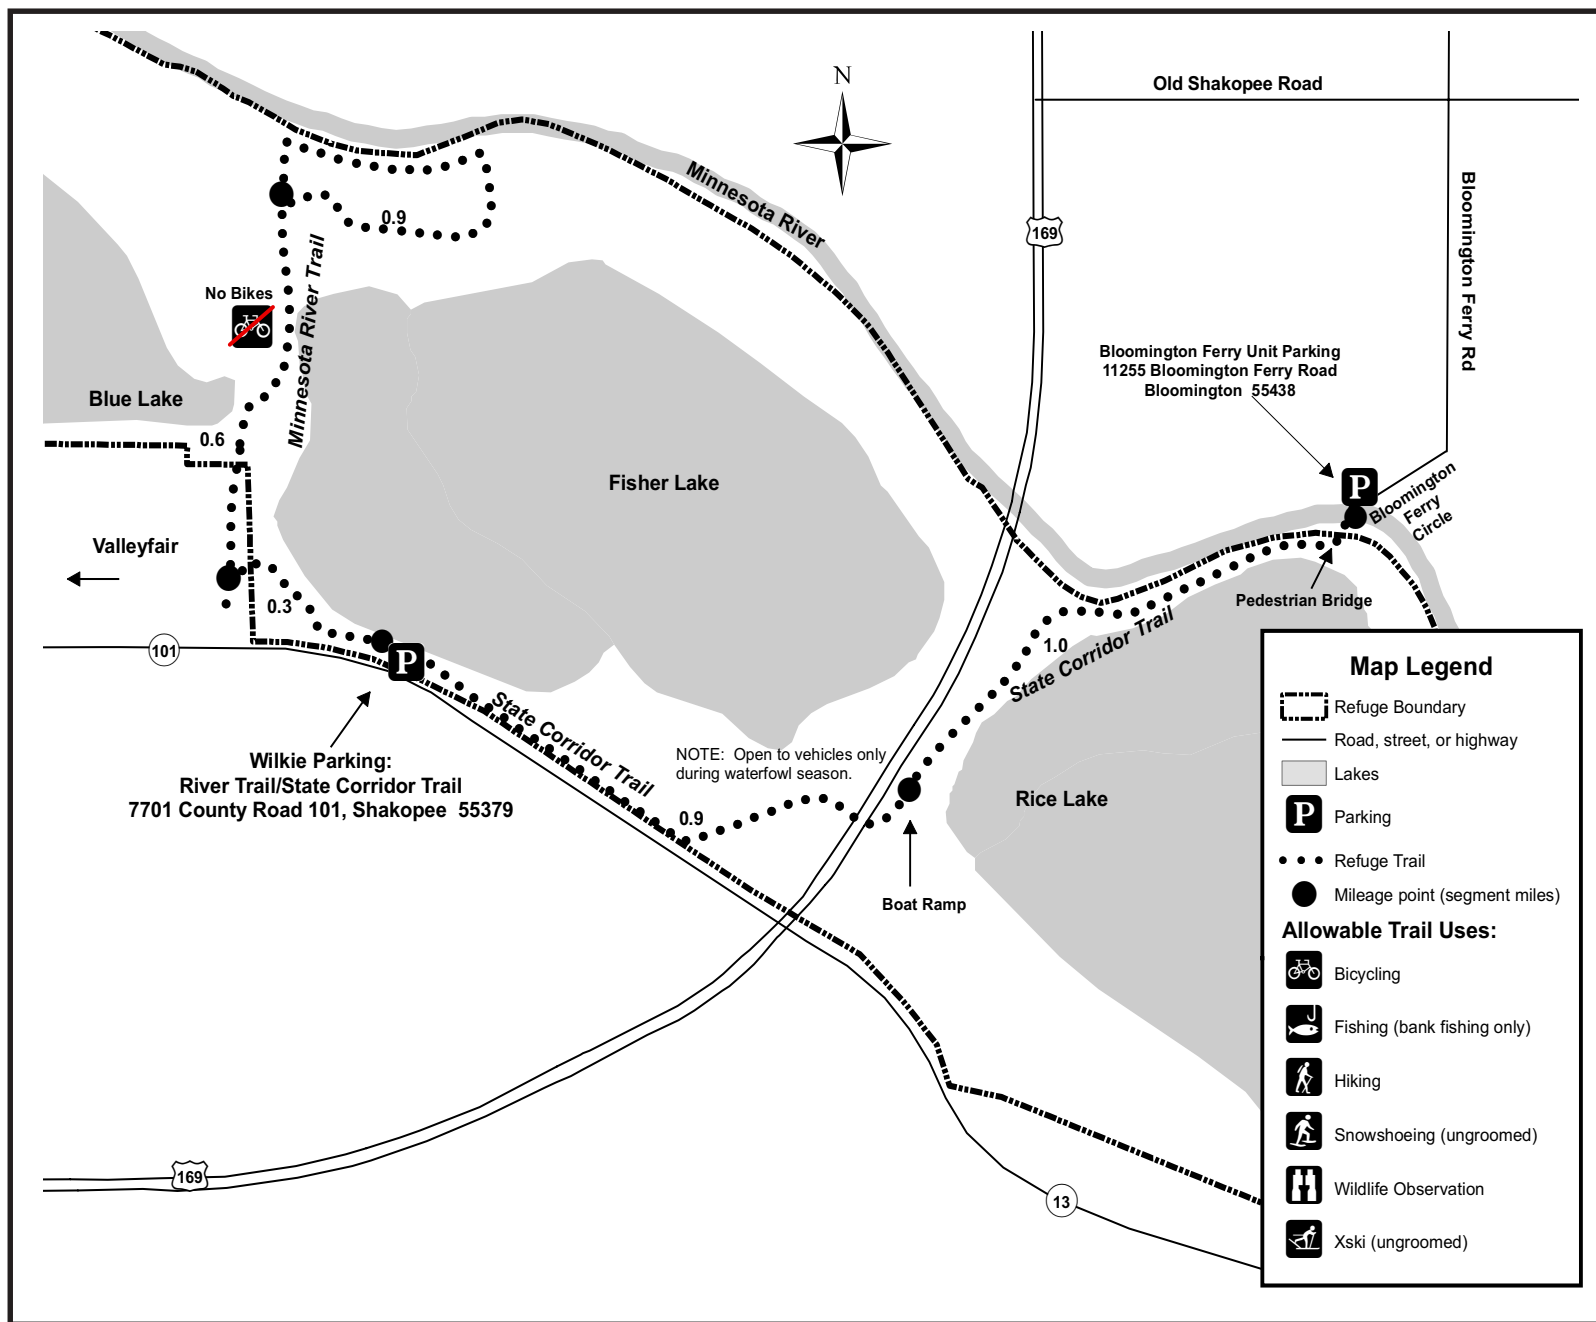 N
Old Shakopee Road
Minnesota River
169
Bloomington Ferry Rd
0.9
Minnesota River Trail
No Bikes
Blue Lake
0.6
Fisher Lake
Bloomington Ferry Unit Parking
11255 Bloomington Ferry Road
Bloomington 55438
P
Bloomington
Ferry
Circle
Valleyfair
0.3
Pedestrian Bridge
101
P
State Corridor Trail
1.0
State Corridor Trail
Wilkie Parking:
River Trail/State Corridor Trail
7701 County Road 101, Shakopee 55379
NOTE: Open to vehicles only
during waterfowl season.
0.9
Rice Lake
Boat Ramp
169
13
Map Legend
Refuge Boundary
Road, street, or highway
Lakes
P
Parking
Refuge Trail
Mileage point (segment miles)
Allowable Trail Uses:
Bicycling
Fishing (bank fishing only)
Hiking
Snowshoeing (ungroomed)
Wildlife Observation
Xski (ungroomed)